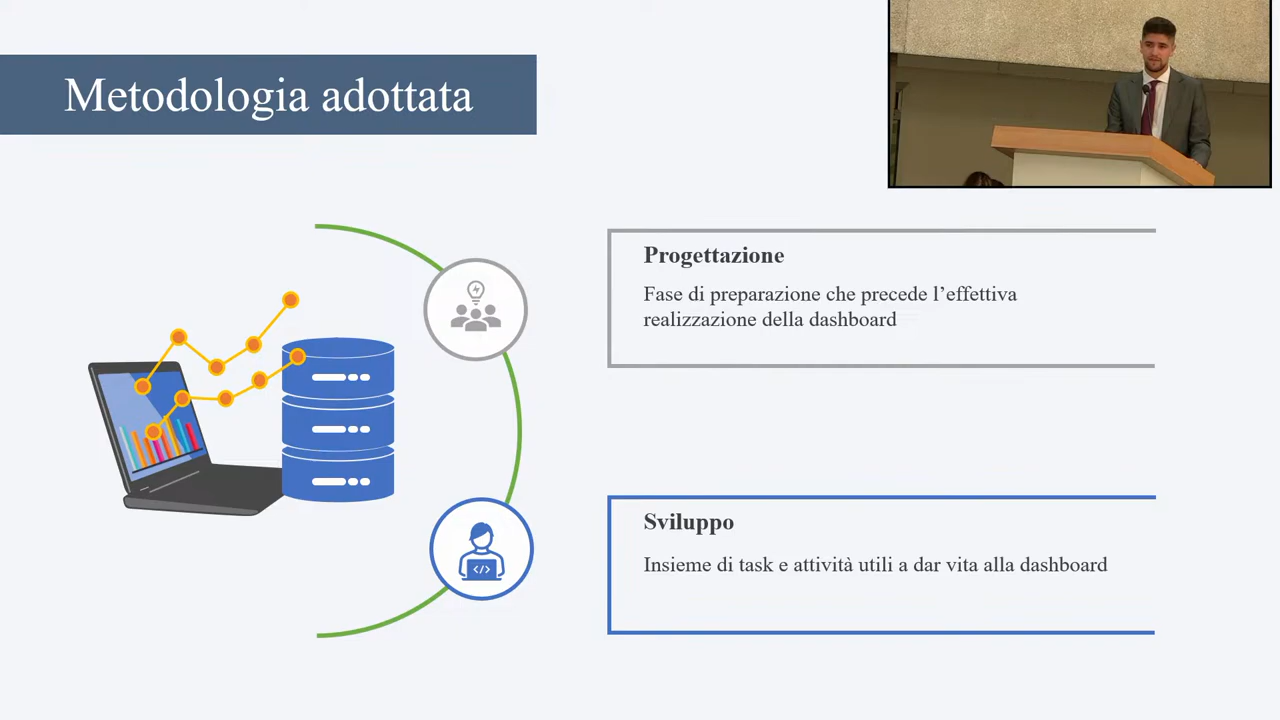 Metodologia adottata
Progettazione
Fase di preparazione che precede l’effettiva
realizzazione della dashboard
Sviluppo
Insieme di task e attività utili a dar vita alla dashboard